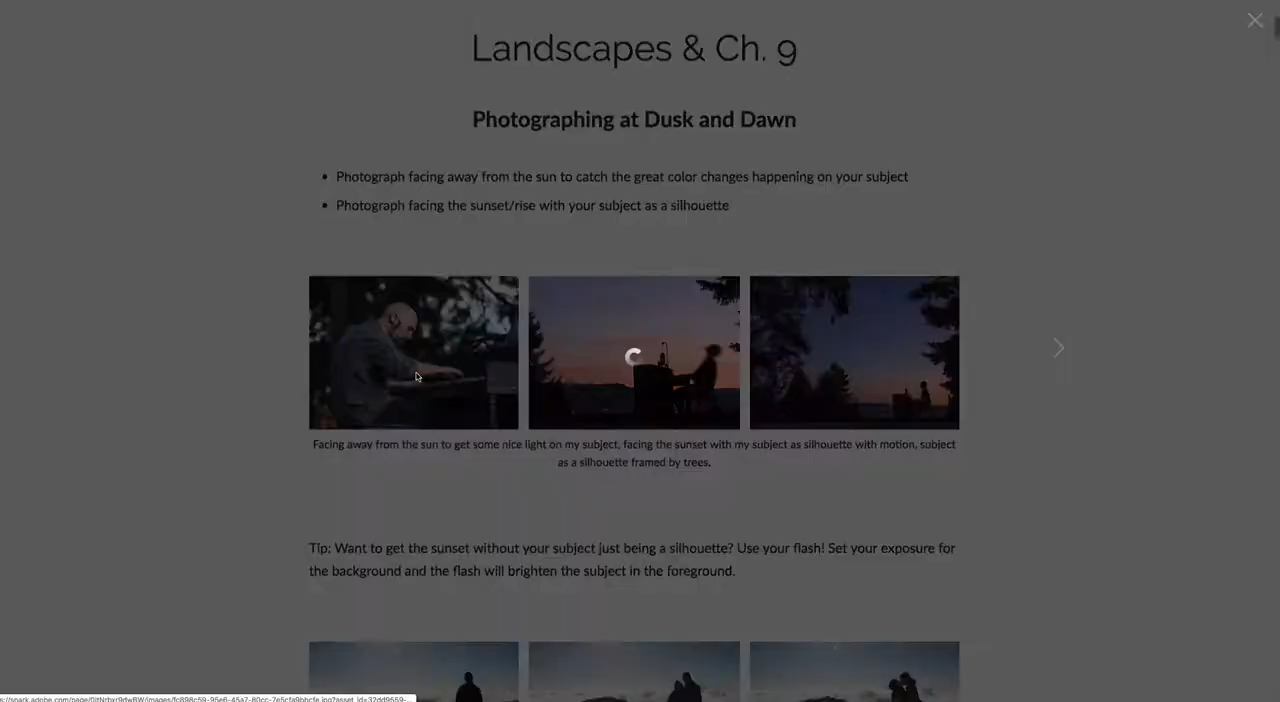 Landscapes & Ch. 9
Photographing at Dusk and Dawn
• Photograph facing away from the sun to catch the great color changes happening on your subject
• Photograph facing the sunset/rise with your subject as a silhouette
Facing away from the sun to get some nice light on my subject, facing the sunset with my subject as silhouette with motion, subject
as a silhouette framed by trees.
Tip: Want to get the sunset without your subject just being a silhouette? Use your flash! Set your exposure for
the background and the flash will brighten the subject in the foreground.